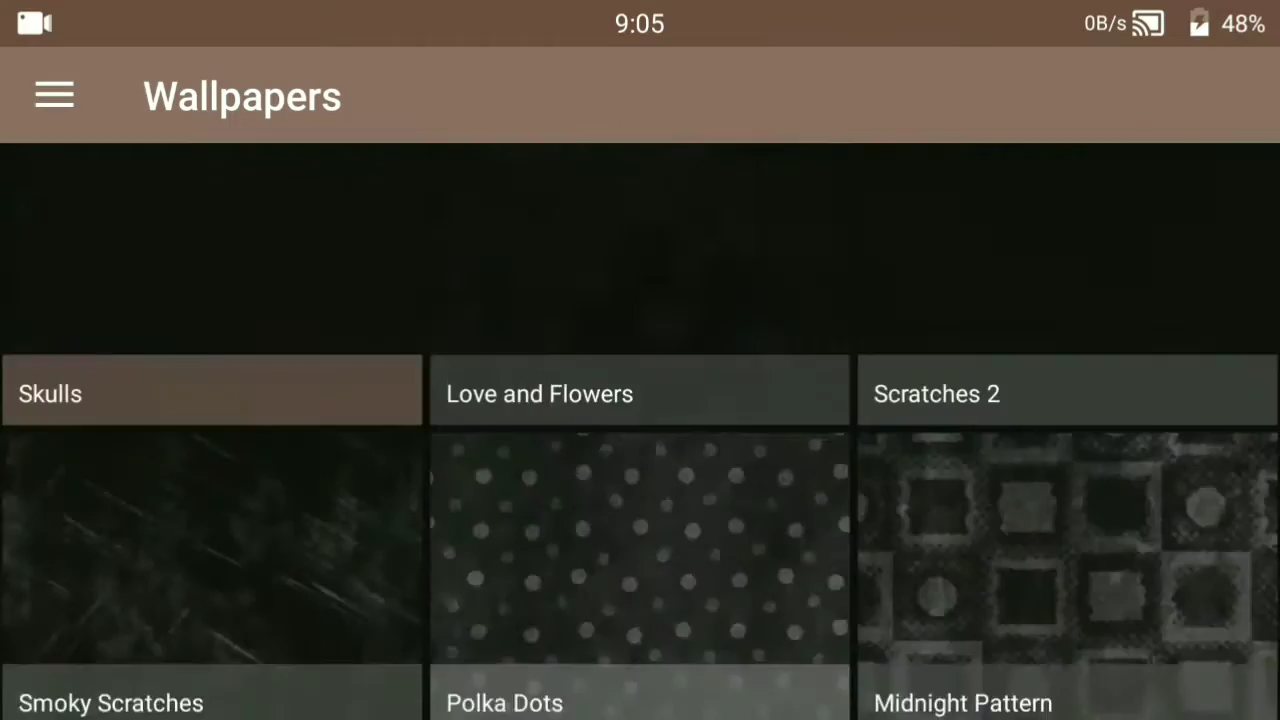 9:05
0B/s
48%
Wallpapers
Skulls
Love and Flowers
Scratches 2
Smoky Scratches
Polka Dots
Midnight Pattern